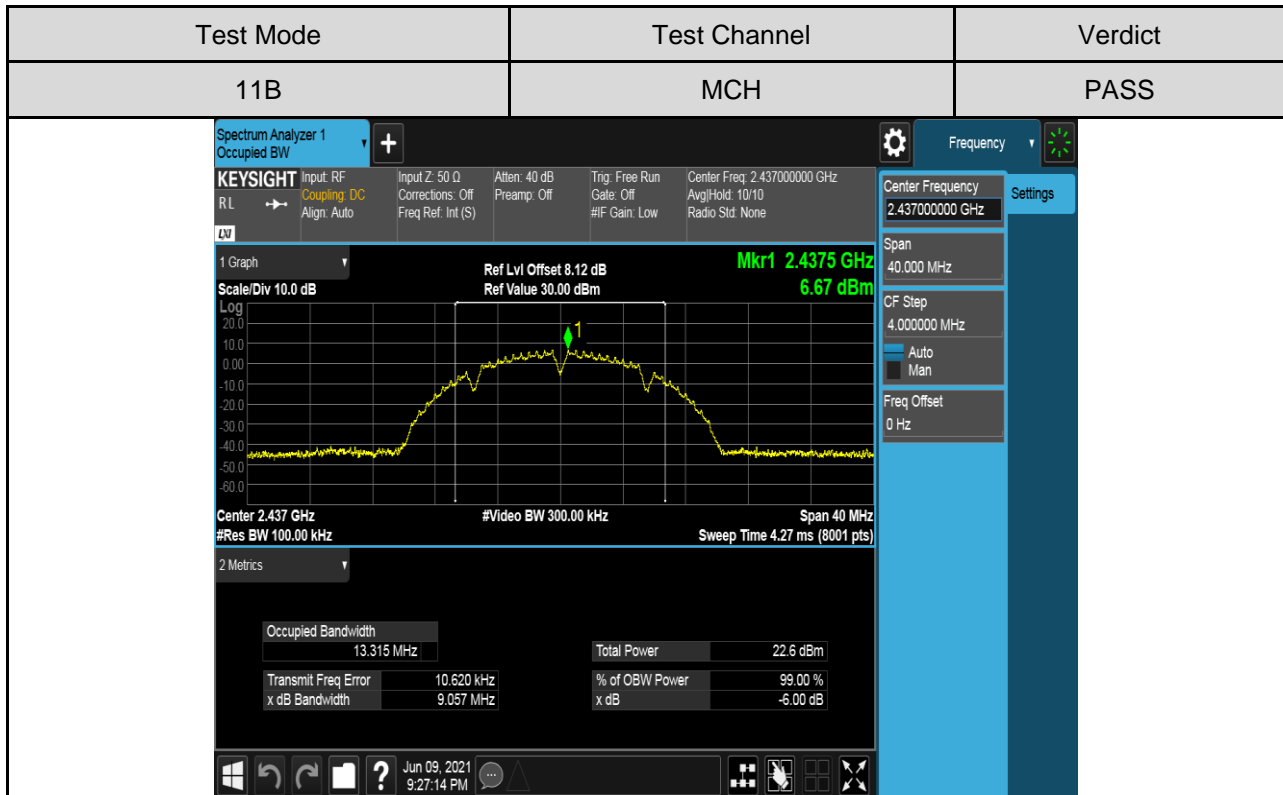 Test Mode Test Channel Verdict
11B MCH PASS
Spectrum Analyzer 1
Occupied BW
+
Frequency
KEYSIGHT Input: RF Input Z: 50 Ω Atten: 40 dB Trig: Free Run Center Freq: 2.437000000 GHz
RL Coupling: DC Corrections: Off Preamp: Off Gate: Off Avg|Hold: 10/10
Align: Auto Freq Ref: Int (S) #IF Gain: Low Radio Std: None
LXI
Center Frequency
2.437000000 GHz
Settings
Span
40.000 MHz
CF Step
4.000000 MHz
Auto
Man
Freq Offset
0 Hz
1 Graph
Ref Lvl Offset 8.12 dB Mkr1 2.4375 GHz
Scale/Div 10.0 dB Ref Value 30.00 dBm 6.67 dBm
Log
20.0
10.0
0.00
-10.0
-20.0
-30.0
-40.0
-50.0
-60.0
1
Center 2.437 GHz #Video BW 300.00 kHz Span 40 MHz
#Res BW 100.00 kHz Sweep Time 4.27 ms (8001 pts)
2 Metrics
Occupied Bandwidth
13.315 MHz Total Power 22.6 dBm
Transmit Freq Error 10.620 kHz % of OBW Power 99.00 %
x dB Bandwidth 9.057 MHz x dB -6.00 dB
? Jun 09, 2021
9:27:14 PM